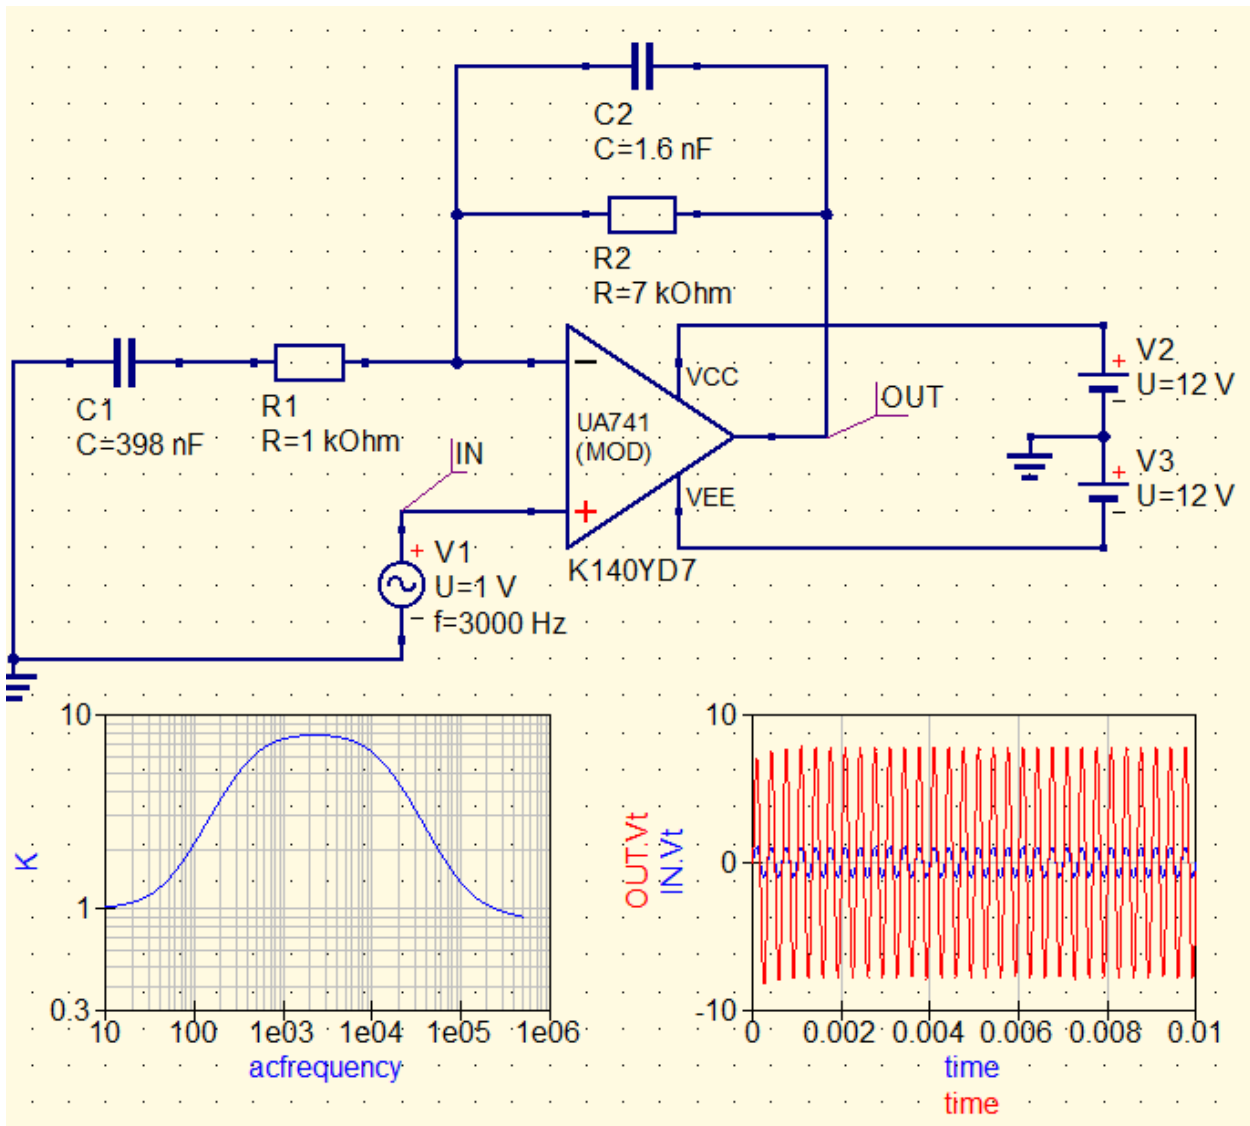 C2
C=1.6 nF
R2
R=7 kOhm
C1
C=398 nF
R1
R=1 kOhm
IN
UA741
(MOD)
VCC
VEE
K140YD7
OUT
V2
U=12 V
V3
U=12 V
V1
U=1 V
f=3000 Hz
+
−
+
−
+
−
−
+
10
1
0.3
K
10 100 1e03 1e04 1e05 1e06
acfrequency
10
0
-10
OUT.Vt
IN.Vt
0 0.002 0.004 0.006 0.008 0.01
time
time